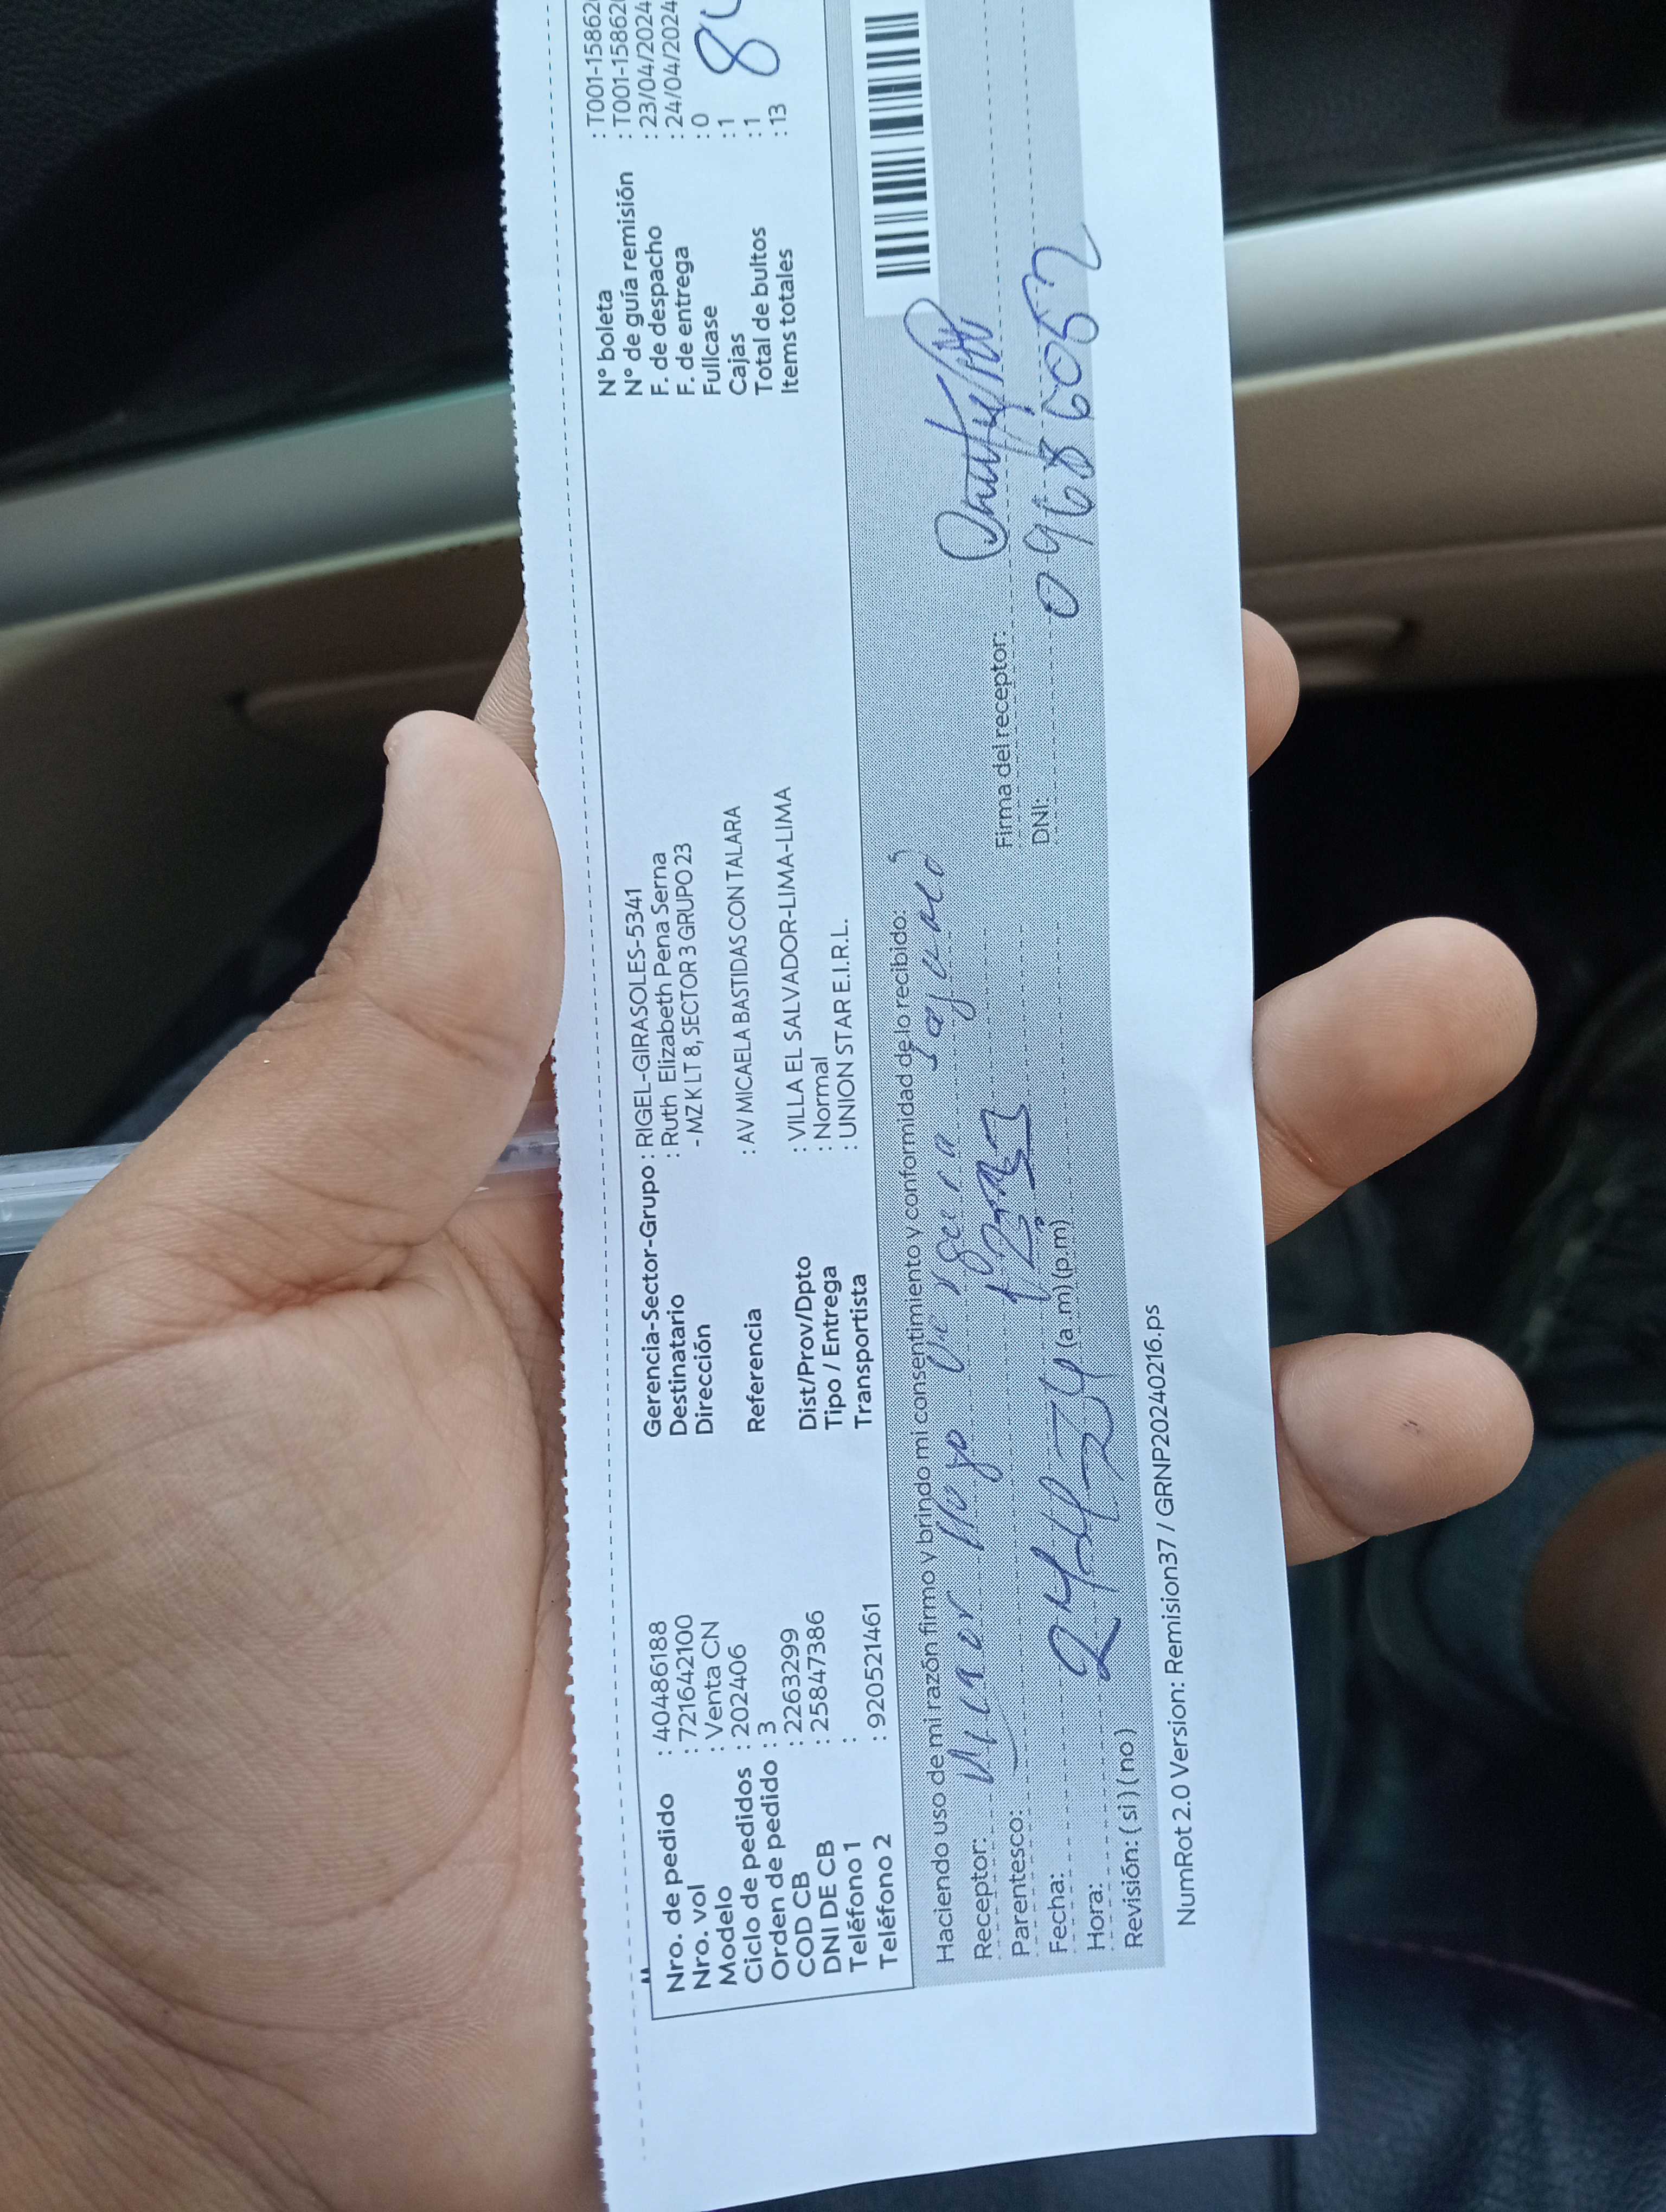 Nro. de pedido : 40486188
Nro. vol : 721642100
Modelo : Venta CN
Ciclo de pedidos : 202406
Orden de pedido : 3
COD CB : 2263299
DNI DE CB : 25847386
Teléfono 1 :
Teléfono 2 : 920521461
Gerencia-Sector-Grupo : RIGEL-GIRASOLES-5341
Destinatario : Ruth Elizabeth Pena Serna
Dirección - MZ K LT 8, SECTOR 3 GRUPO 23
Referencia : AV MICAELA BASTIDAS CON TALARA
Dist/Prov/Dpto : VILLA EL SALVADOR-LIMA-LIMA
Tipo / Entrega : Normal
Transportista : UNION STAR E.I.R.L.
N° boleta : T001-15862
N° de guía remisión : T001-15862
F. de despacho : 23/04/2024
F. de entrega : 24/04/2024
Fullcase : 0
Cajas : 1
Total de bultos : 1
Items totales : 13
Haciendo uso de mi razón firmo y brindo mi consentimiento y conformidad de lo recibido:
Receptor:
Parentesco:
Fecha: 24-4-24
Hora: (a.m) (p.m)
Revisión: ( si ) ( no )
Firma del receptor:
DNI: 09686052
NumRot 2.0 Version: Remision37 / GRNP20240216.ps